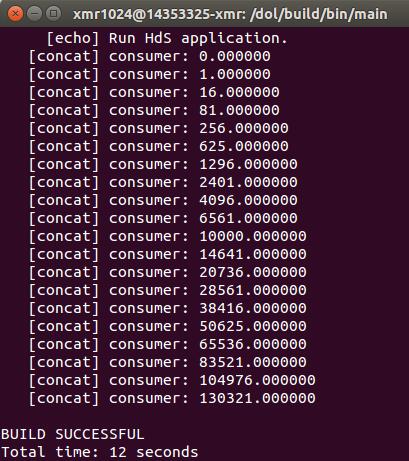 xmr1024@14353325-xmr: /dol/build/bin/main
[echo] Run HdS application.
[concat] consumer: 0.000000
[concat] consumer: 1.000000
[concat] consumer: 16.000000
[concat] consumer: 81.000000
[concat] consumer: 256.000000
[concat] consumer: 625.000000
[concat] consumer: 1296.000000
[concat] consumer: 2401.000000
[concat] consumer: 4096.000000
[concat] consumer: 6561.000000
[concat] consumer: 10000.000000
[concat] consumer: 14641.000000
[concat] consumer: 20736.000000
[concat] consumer: 28561.000000
[concat] consumer: 38416.000000
[concat] consumer: 50625.000000
[concat] consumer: 65536.000000
[concat] consumer: 83521.000000
[concat] consumer: 104976.000000
[concat] consumer: 130321.000000
BUILD SUCCESSFUL
Total time: 12 seconds